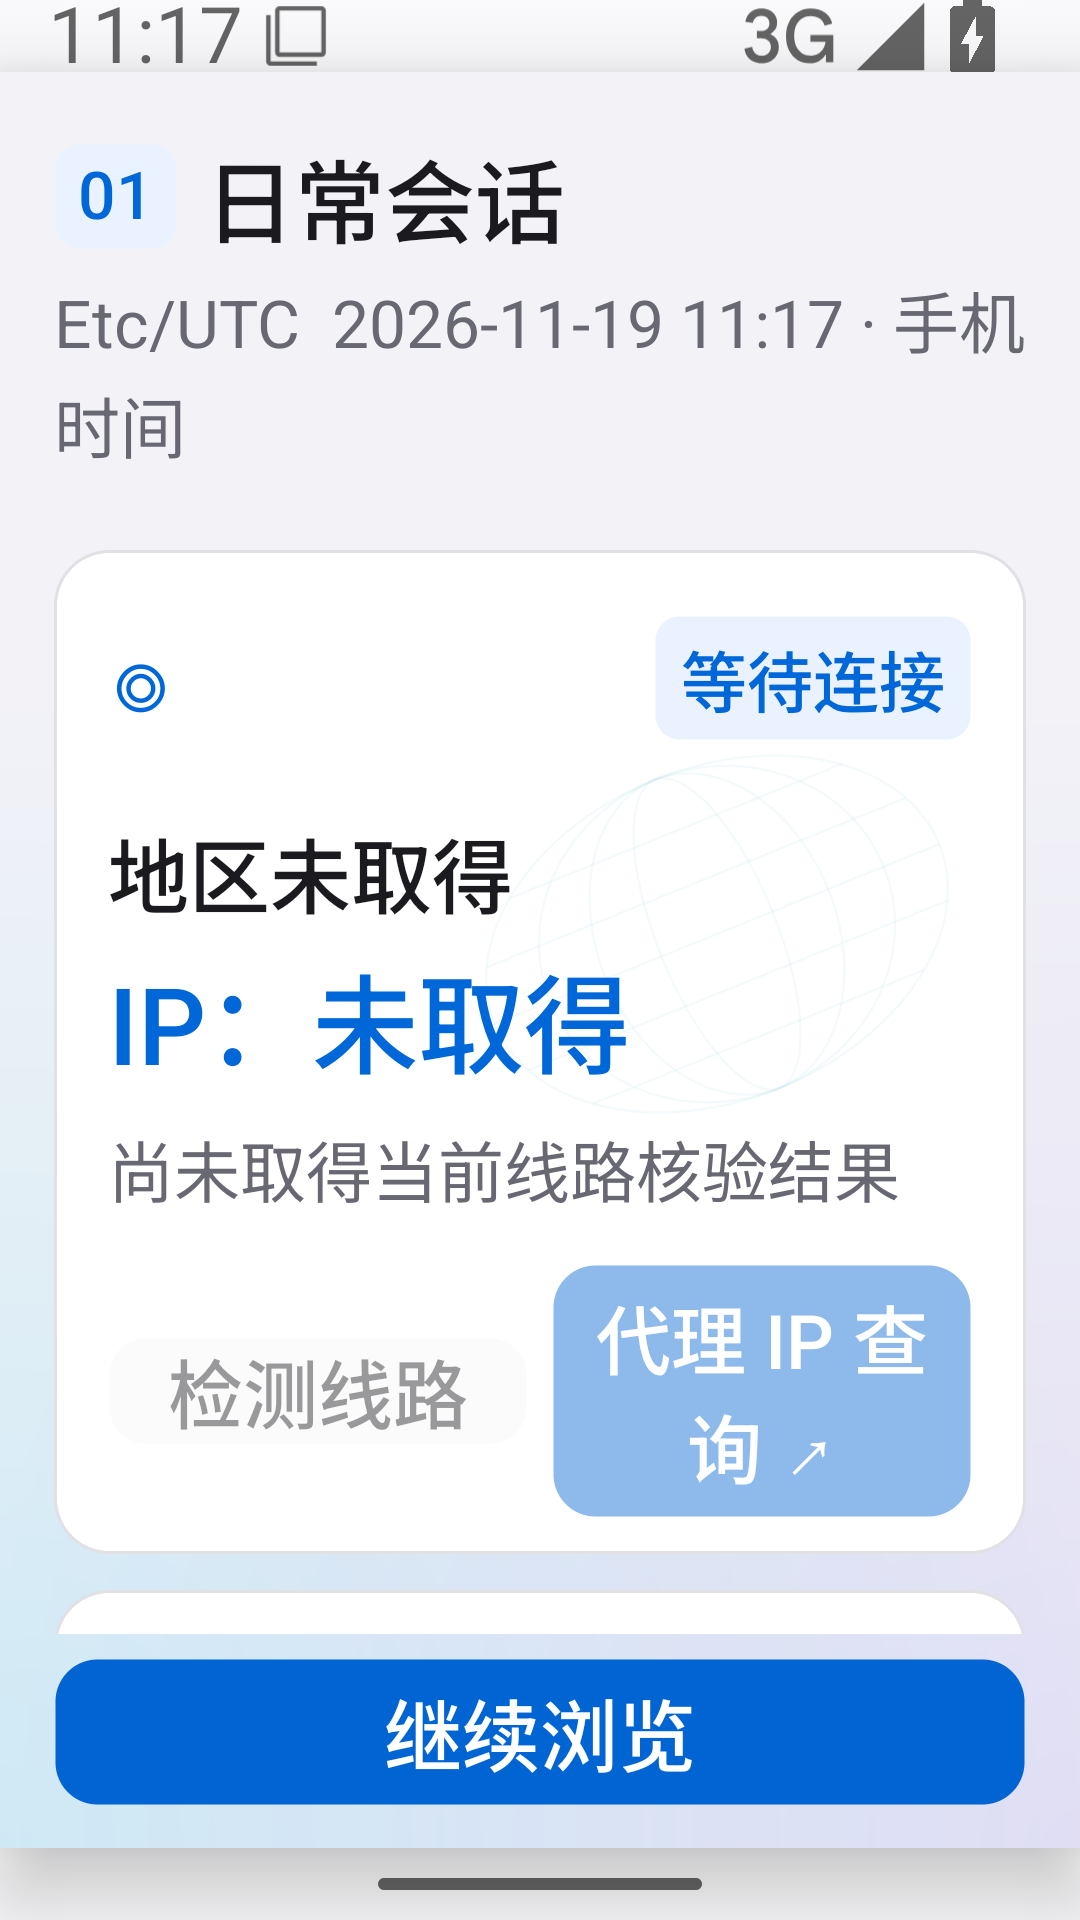 11:17 3G
01 日常会话
Etc/UTC 2026-11-19 11:17 · 手机
时间
等待连接
地区未取得
IP：未取得
尚未取得当前线路核验结果
检测线路
代理 IP 查
询 ↗
继续浏览